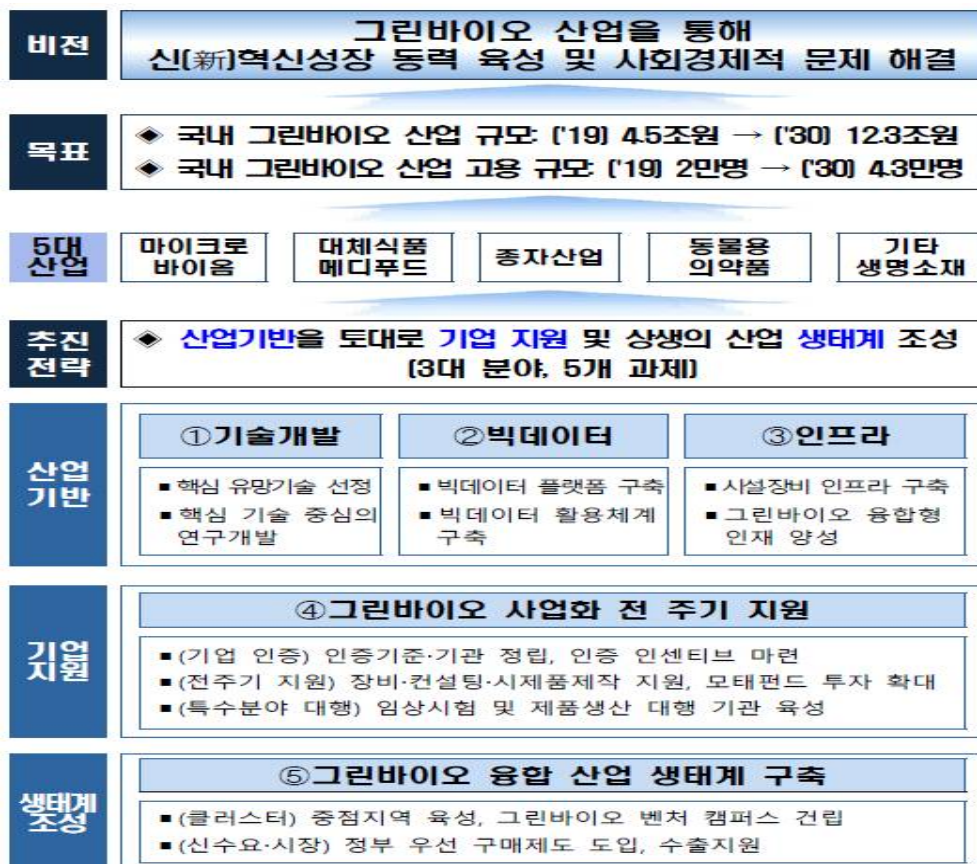 비전
그린바이오 산업을 통해
신(新)혁신성장 동력 육성 및 사회경제적 문제 해결
목표
◈ 국내 그린바이오 산업 규모: ('19) 4.5조원 → ('30) 12.3조원
◈ 국내 그린바이오 산업 고용 규모: ('19) 2만명 → ('30) 4.3만명
5대
산업
마이크로
바이옴
대체식품
메디푸드
종자산업
동물용
의약품
기타
생명소재
추진
전략
◈ 산업기반을 토대로 기업 지원 및 상생의 산업 생태계 조성
(3대 분야, 5개 과제)
산업
기반
①기술개발
▪핵심 유망기술 선정
▪핵심 기술 중심의
연구개발
②빅데이터
▪빅데이터 플랫폼 구축
▪빅데이터 활용체계
구축
③인프라
▪시설장비 인프라 구축
▪그린바이오 융합형
인재 양성
기업
지원
④그린바이오 사업화 전 주기 지원
▪(기업 인증) 인증기준·기관 정립, 인증 인센티브 마련
▪(전주기 지원) 장비·컨설팅·시제품제작 지원, 모태펀드 투자 확대
▪(특수분야 대행) 임상시험 및 제품생산 대행 기관 육성
생태계
조성
⑤그린바이오 융합 산업 생태계 구축
▪(클러스터) 중점지역 육성, 그린바이오 벤처 캠퍼스 건립
▪(신수요·시장) 정부 우선 구매제도 도입, 수출지원